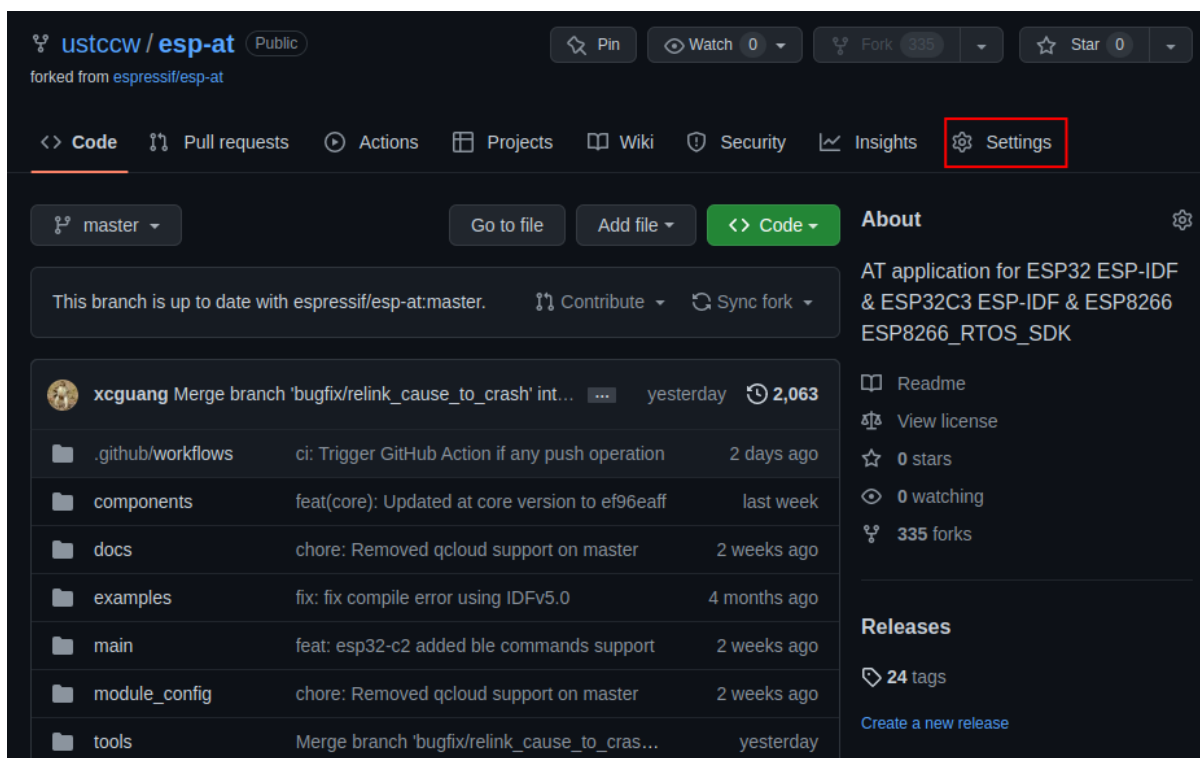 ustccw / esp-at Public Pin Watch 0 Fork 335 Star 0
forked from espressif/esp-at
Code Pull requests Actions Projects Wiki Security Insights Settings
master Go to file Add file Code
This branch is up to date with espressif/esp-at:master. Contribute Sync fork
xcguang Merge branch 'bugfix/relink_cause_to_crash' int... ... yesterday 2,063
.github/workflows ci: Trigger GitHub Action if any push operation 2 days ago
components feat(core): Updated at core version to ef96eaff last week
docs chore: Removed qcloud support on master 2 weeks ago
examples fix: fix compile error using IDFv5.0 4 months ago
main feat: esp32-c2 added ble commands support 2 weeks ago
module_config chore: Removed qcloud support on master 2 weeks ago
tools Merge branch 'bugfix/relink_cause_to_cras... yesterday
About
AT application for ESP32 ESP-IDF
& ESP32C3 ESP-IDF & ESP8266
ESP8266_RTOS_SDK
Readme
View license
0 stars
0 watching
335 forks
Releases
24 tags
Create a new release